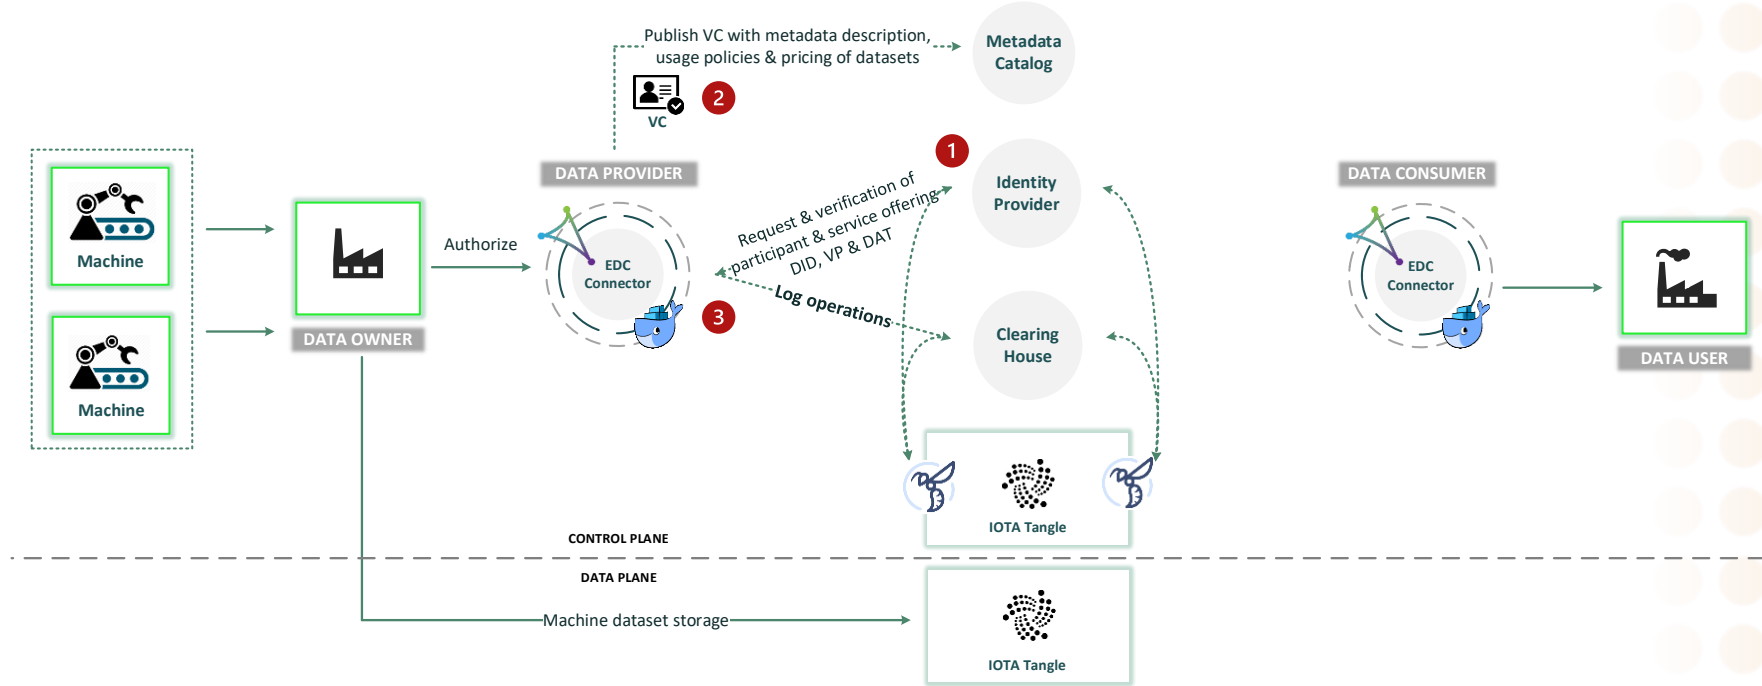 Publish VC with metadata description,
usage policies & pricing of datasets
Metadata
Catalog
2
VC
1
DATA PROVIDER
Identity
Provider
DATA CONSUMER
Request & verification of
participant & service offering
DID, VP & DAT
Machine
Authorize
EDC
Connector
EDC
Connector
Log operations
3
DATA OWNER
Clearing
House
DATA USER
Machine
IOTA Tangle
CONTROL PLANE
DATA PLANE
Machine dataset storage
IOTA Tangle